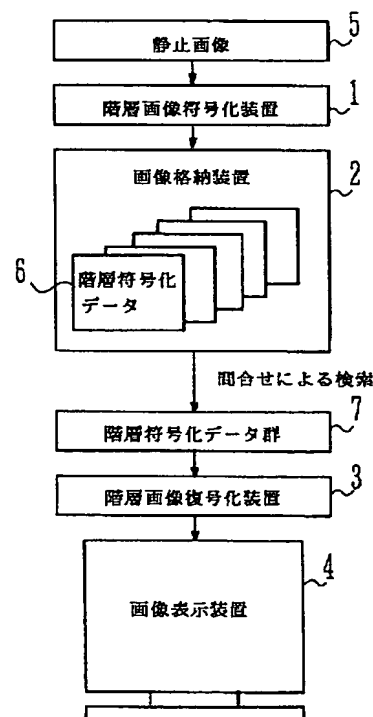 静止画像
5
階層画像符号化装置
1
画像格納装置
2
6
階層符号化
データ
問合せによる検索
階層符号化データ群
7
階層画像復号化装置
3
画像表示装置
4